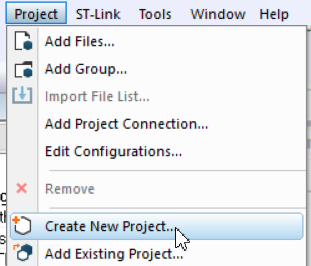 Project ST-Link Tools Window Help
Add Files...
Add Group...
Import File List...
Add Project Connection...
Edit Configurations...
Remove
Create New Project...
Add Existing Project...